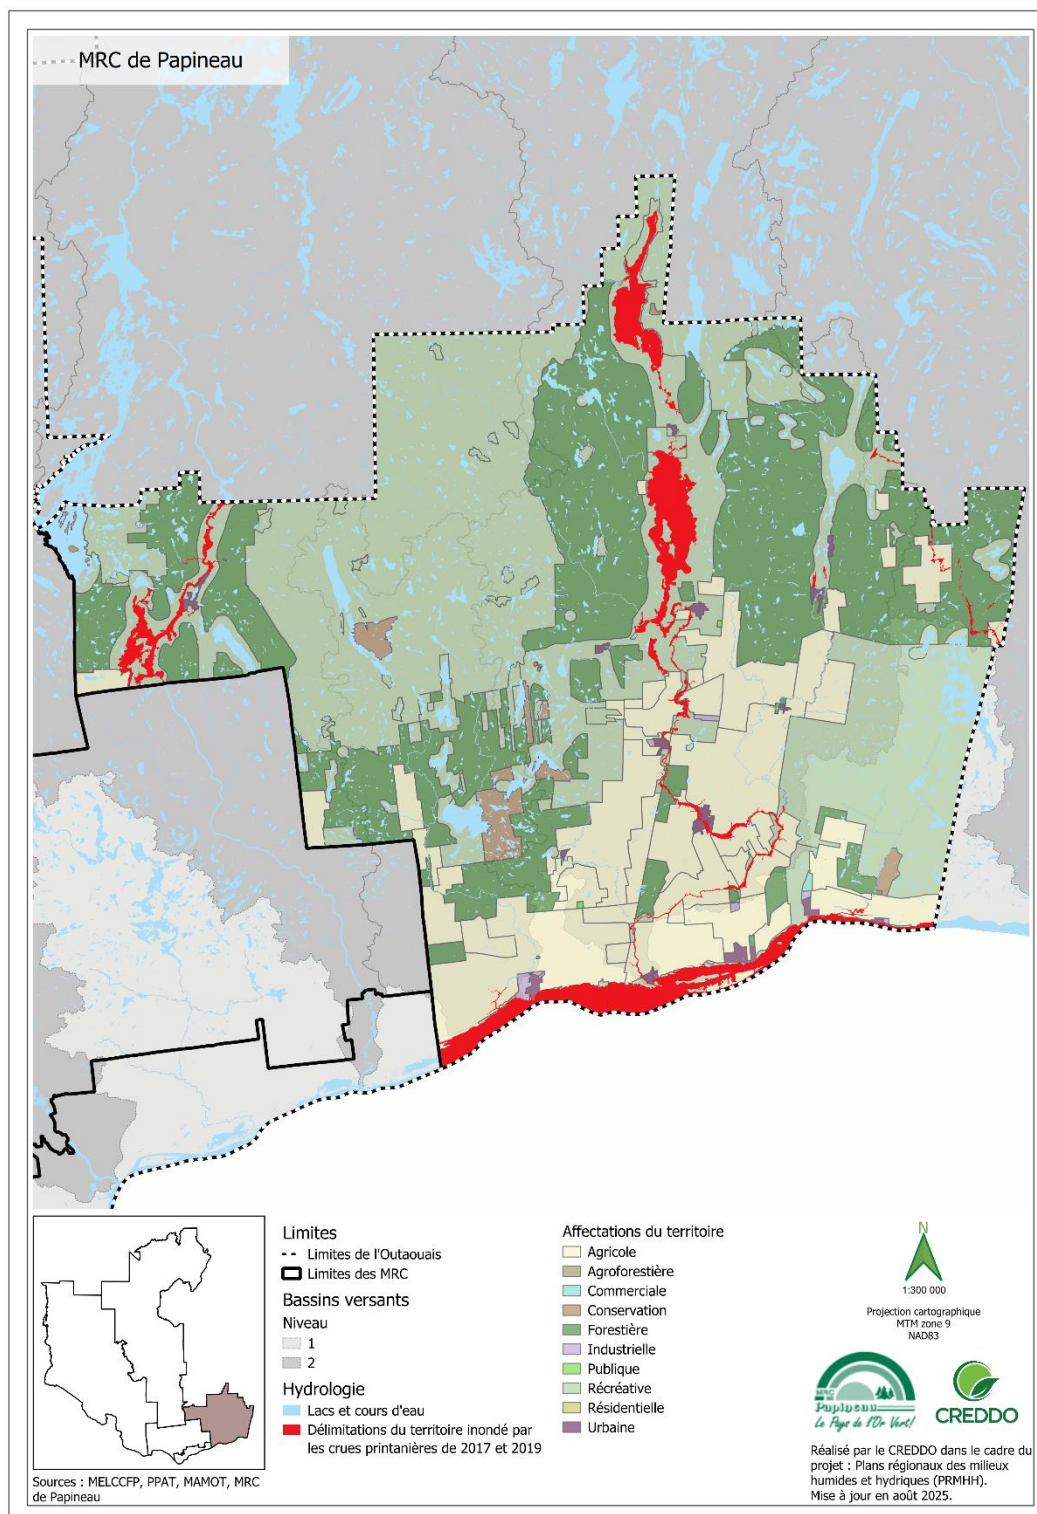 MRC de Papineau
Limites
Limites de l'Outaouais
Limites des MRC
Bassins versants
Niveau
1
2
Hydrologie
Lacs et cours d'eau
Délimitations du territoire inondé par
les crues printanières de 2017 et 2019
Affectations du territoire
Agricole
Agroforestière
Commerciale
Conservation
Forestière
Industrielle
Publique
Récréative
Résidentielle
Urbaine
N
1:300 000
Projection cartographique
MTM zone 9
NAD83
MRC de
Papineau
Le Pays de l'Or Vert!
CREDDO
Réalisé par le CREDDO dans le cadre du
projet : Plans régionaux des milieux
humides et hydriques (PRMHH).
Mise à jour en août 2025.
Sources : MELCCFP, PPAT, MAMOT, MRC
de Papineau